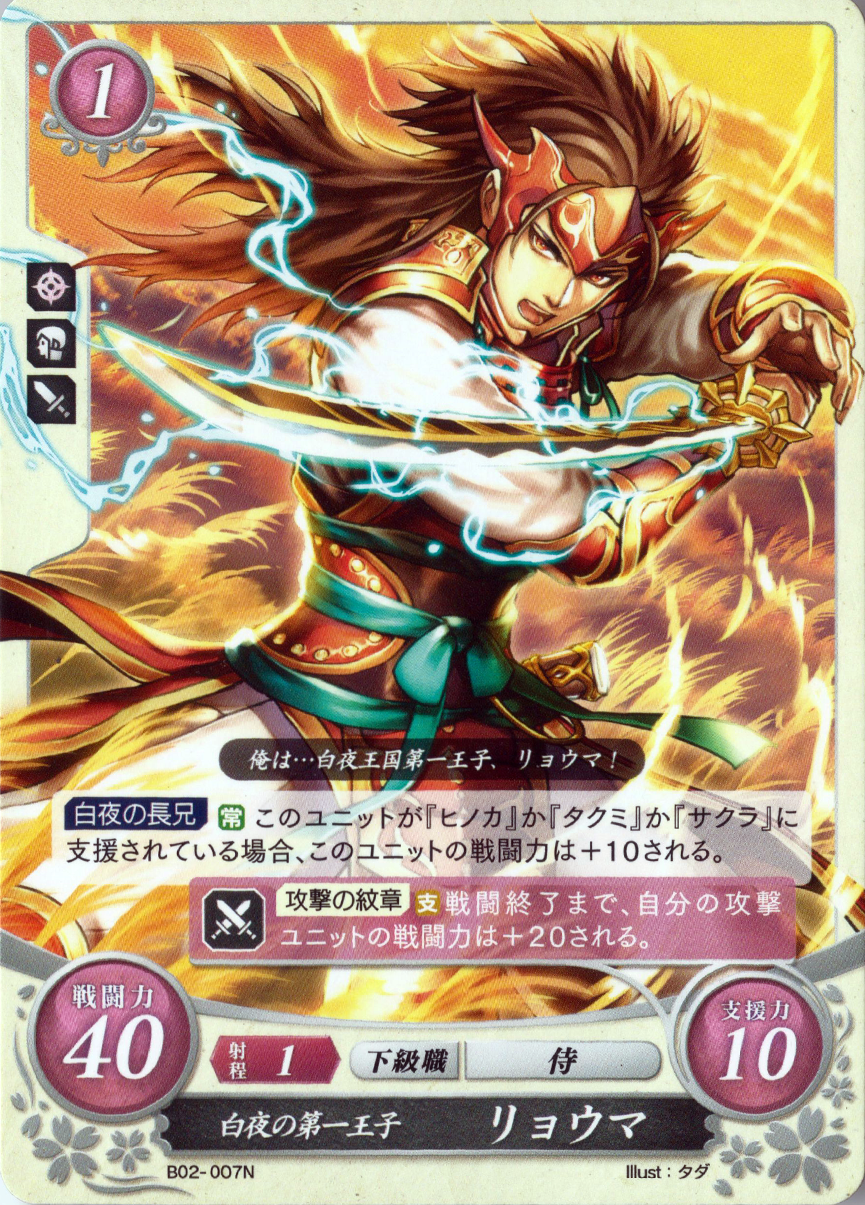 1
俺は…白夜王国第一王子、リョウマ!
白夜の長兄 常 このユニットが『ヒノカ』か『タクミ』か『サクラ』に
支援されている場合、このユニットの戦闘力は+10される。
攻撃の紋章 支 戦闘終了まで、自分の攻撃
ユニットの戦闘力は+20される。
戦闘力
40
射程 1
下級職
侍
支援力
10
白夜の第一王子 リョウマ
B02-007N
Illust:タダ